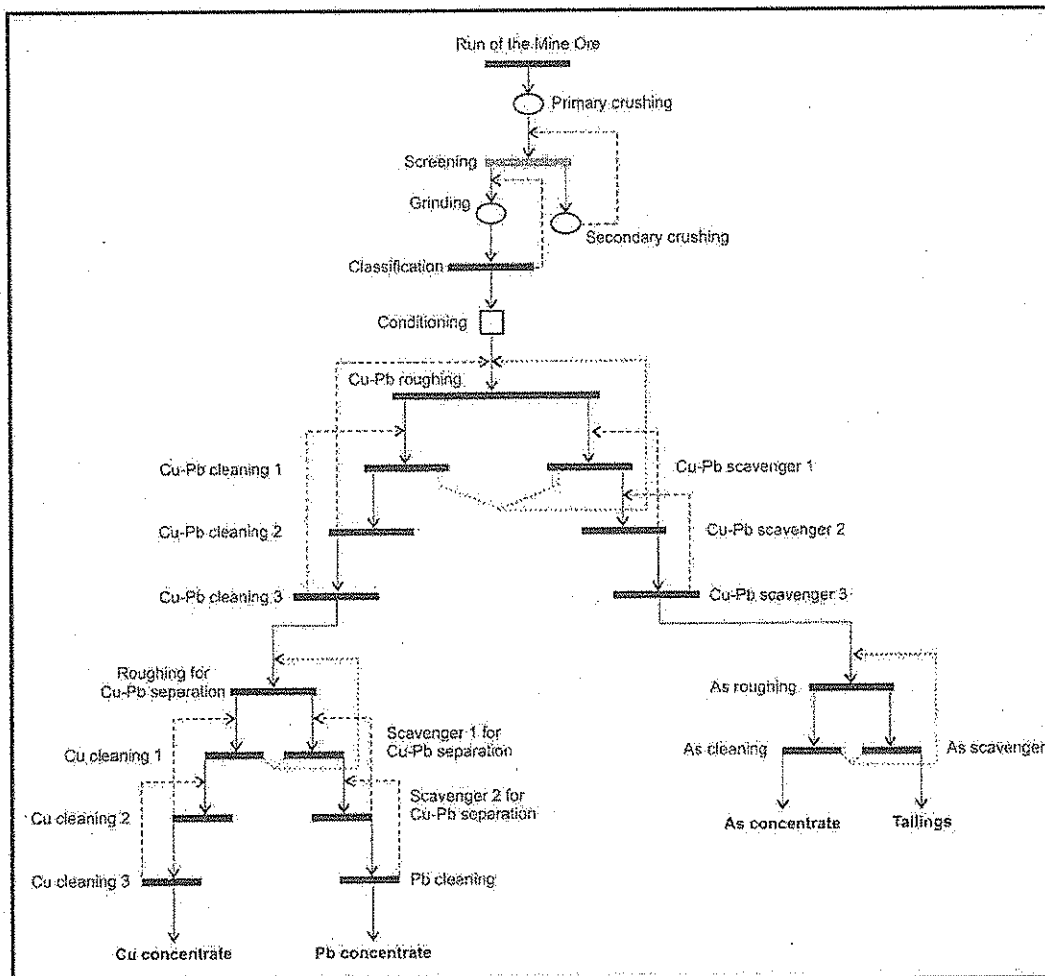 Run of the Mine Ore
Primary crushing
Screening
Grinding
Secondary crushing
Classification
Conditioning
Cu-Pb roughing
Cu-Pb cleaning 1
Cu-Pb scavenger 1
Cu-Pb cleaning 2
Cu-Pb scavenger 2
Cu-Pb cleaning 3
Cu-Pb scavenger 3
Roughing for
Cu-Pb separation
As roughing
Cu cleaning 1
Scavenger 1 for
Cu-Pb separation
As cleaning
As scavenger
Cu cleaning 2
Scavenger 2 for
Cu-Pb separation
As concentrate
Tailings
Cu cleaning 3
Pb cleaning
Cu concentrate
Pb concentrate